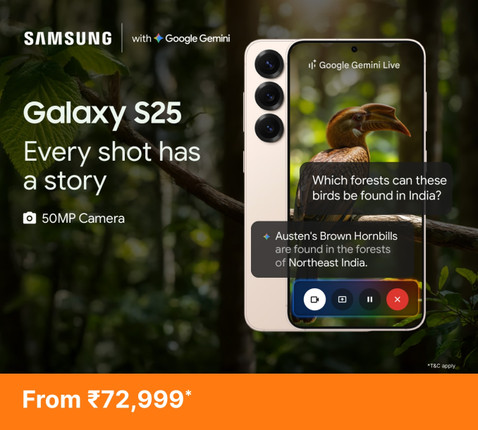 SAMSUNG
with Google Gemini
Galaxy S25
Every shot has
a story
50MP Camera
Google Gemini Live
Which forests can these
birds be found in India?
Austen's Brown Hornbills
are found in the forests
of Northeast India.
*T&C apply
From ₹72,999*